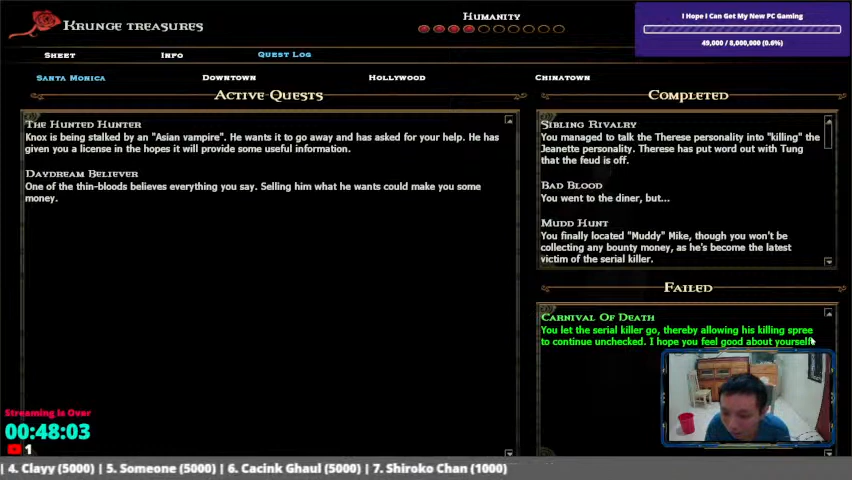 Krunge treasures
Humanity
I Hope I Can Get My New PC Gaming
49,000 / 8,000,000 (0.6%)
Sheet
Info
Quest Log
Santa Monica
Downtown
Hollywood
Chinatown
Active Quests
The Hunted Hunter
Knox is being stalked by an "Asian vampire". He wants it to go away and has asked for your help. He has
given you a license in the hopes it will provide some useful information.
Daydream Believer
One of the thin-bloods believes everything you say. Selling him what he wants could make you some
money.
Completed
Sibling Rivalry
You managed to talk the Therese personality into "killing" the
Jeanette personality. Therese has put word out with Tung
that the feud is off.
Bad Blood
You went to the diner, but...
Mudd Hunt
You finally located "Muddy" Mike, though you won't be
collecting any bounty money, as he's become the latest
victim of the serial killer.
Failed
Carnival Of Death
You let the serial killer go, thereby allowing his killing spree
to continue unchecked. I hope you feel good about yourself.
Streaming Is Over
00:48:03
1
| 4. Clayy (5000) | 5. Someone (5000) | 6. Cacink Ghaul (5000) | 7. Shiroko Chan (1000)